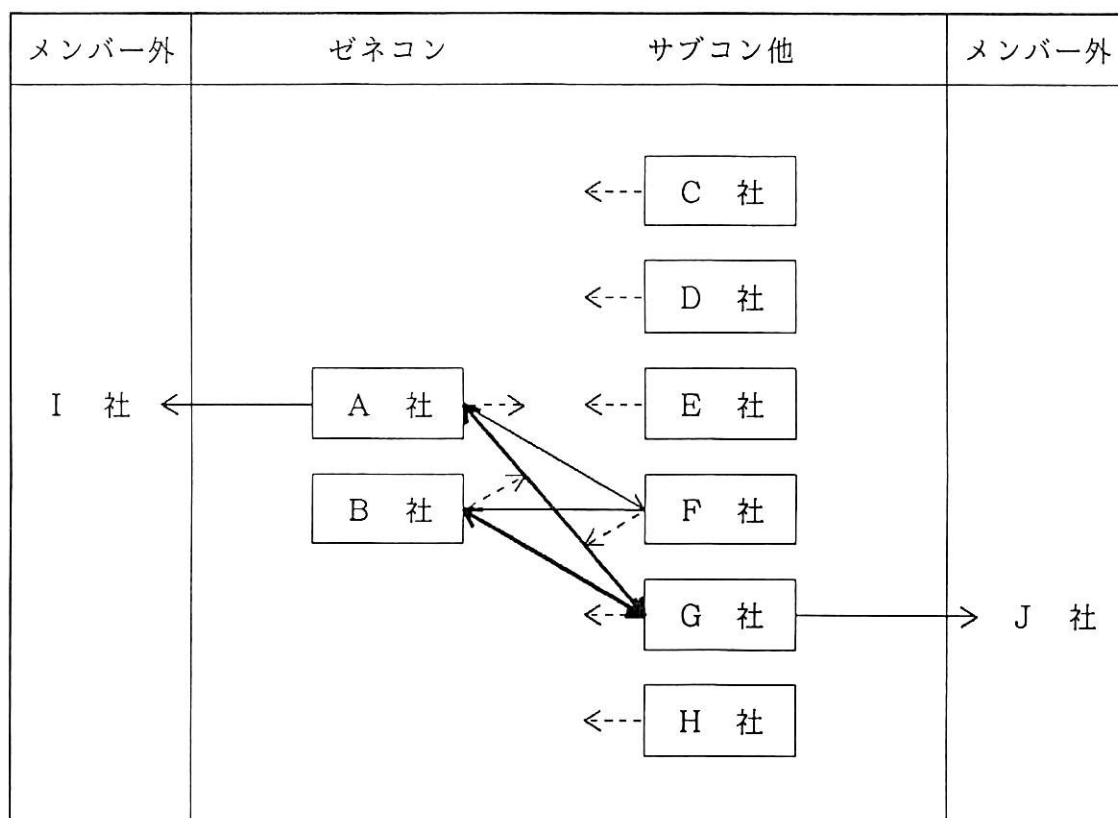 メンバー外 ゼネコン サブコン他 メンバー外
C 社
D 社
I 社 A 社 E 社
B 社 F 社
G 社 J 社
H 社